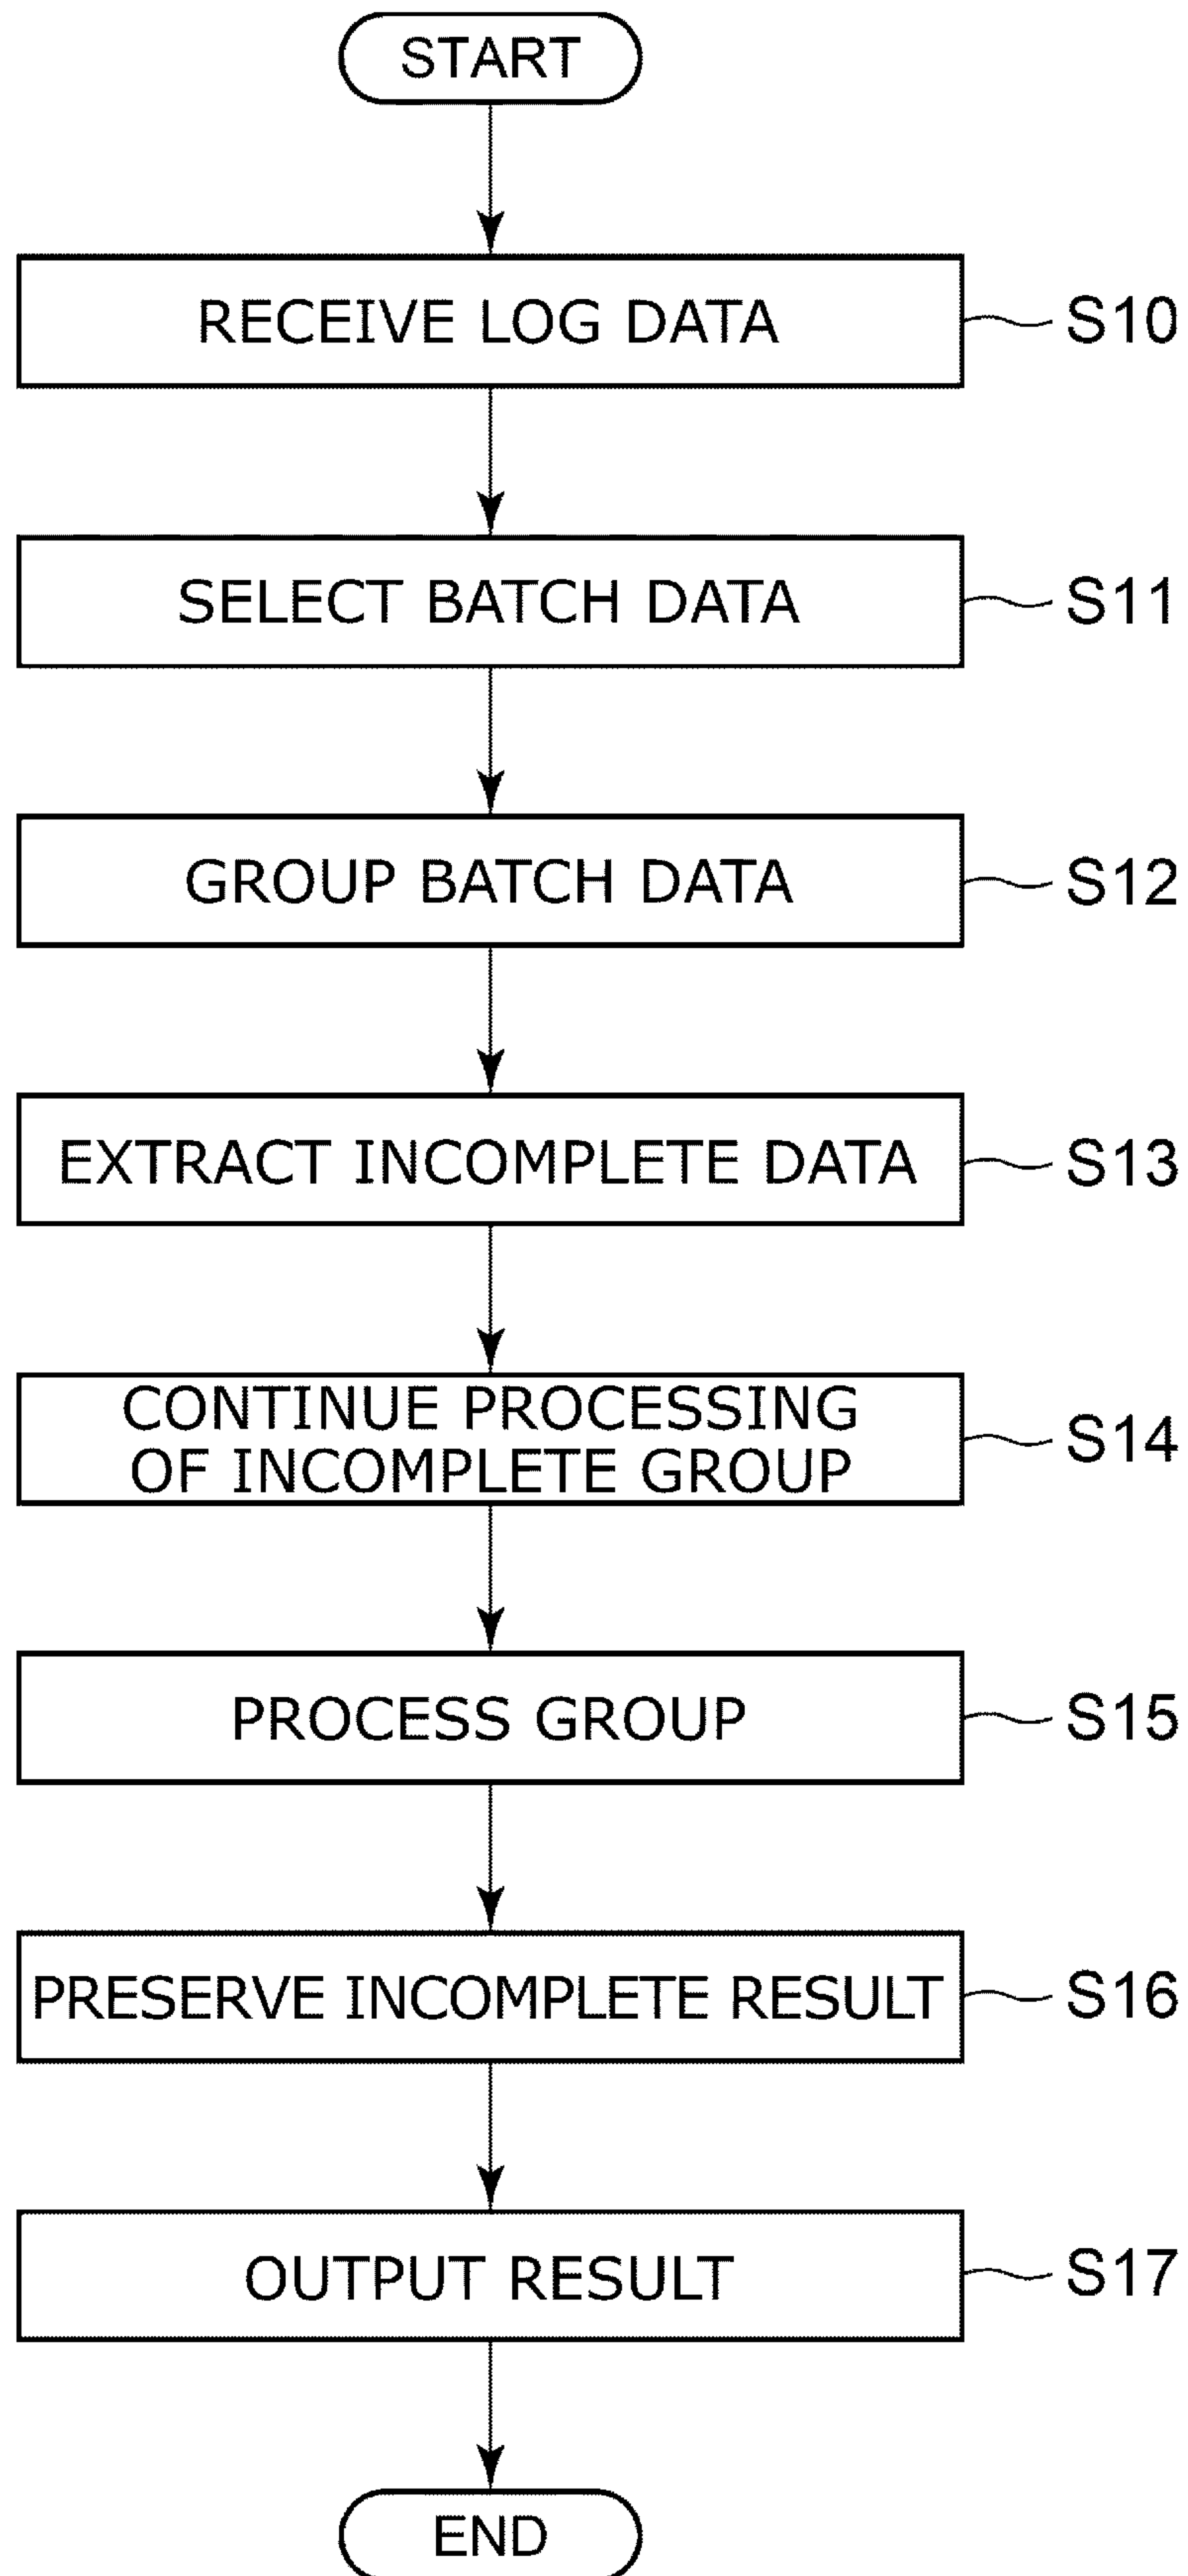 START
RECEIVE LOG DATA S10
SELECT BATCH DATA S11
GROUP BATCH DATA S12
EXTRACT INCOMPLETE DATA S13
CONTINUE PROCESSING
OF INCOMPLETE GROUP S14
PROCESS GROUP S15
PRESERVE INCOMPLETE RESULT S16
OUTPUT RESULT S17
END